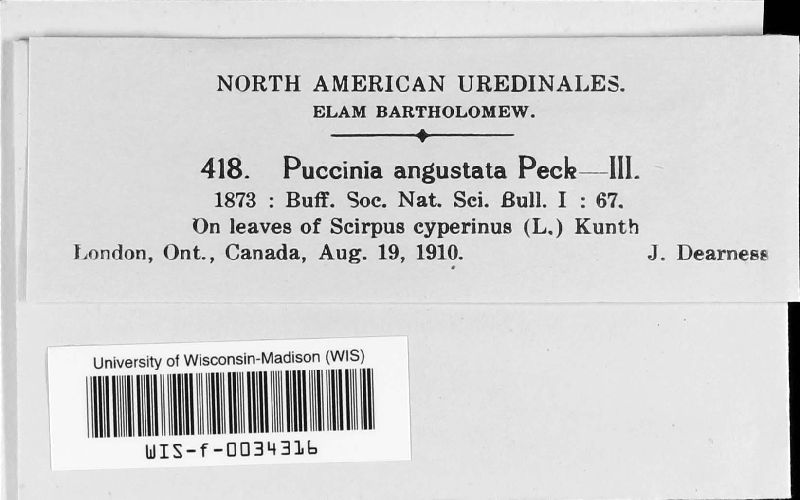 NORTH AMERICAN UREDINALES.
ELAM BARTHOLOMEW.
418. Puccinia angustata Peck—III.
1873 : Buff. Soc. Nat. Sci. Bull. I : 67.
On leaves of Scirpus cyperinus (L.) Kunth
London, Ont., Canada, Aug. 19, 1910. J. Dearness
University of Wisconsin-Madison (WIS)
WIS-f-0034316